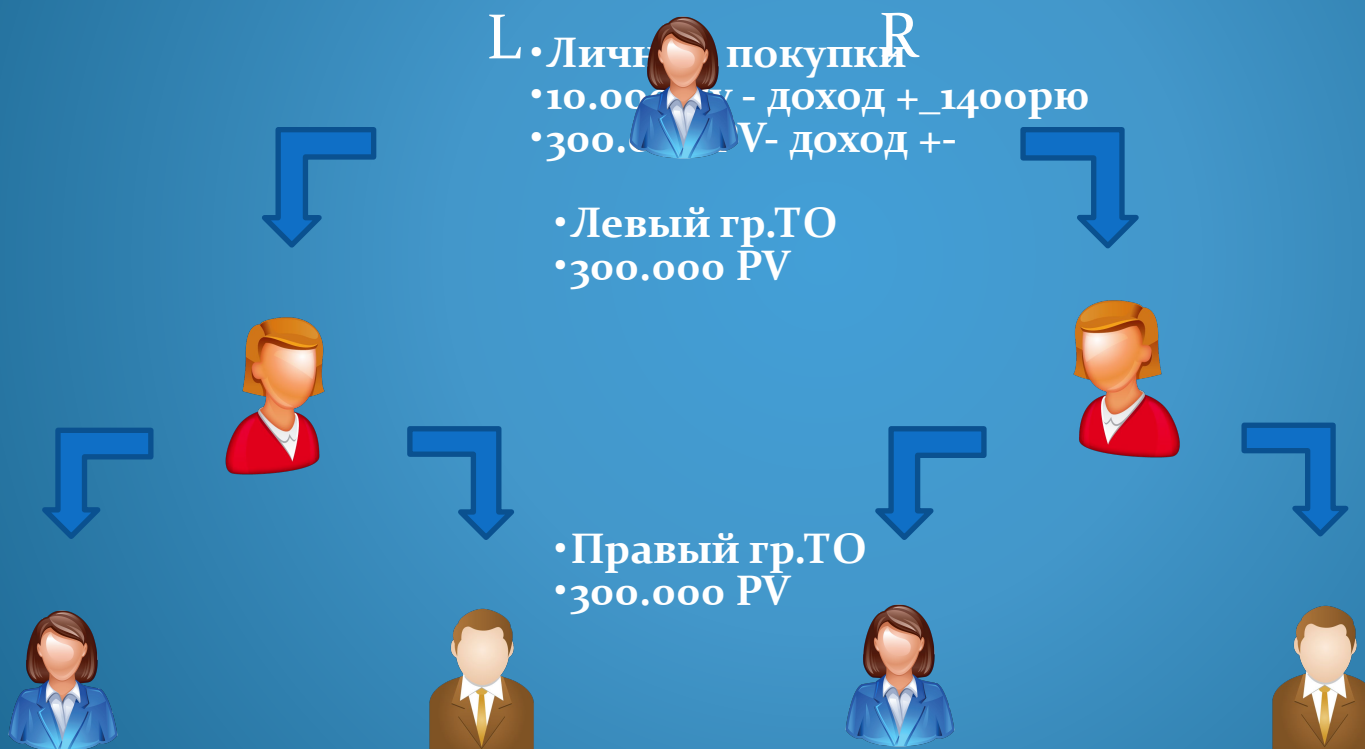 L R
•Личн покупки
•10.00 - доход +_1400рю
•300. V- доход +-
•Левый гр.ТО
•300.000 PV
•Правый гр.ТО
•300.000 PV